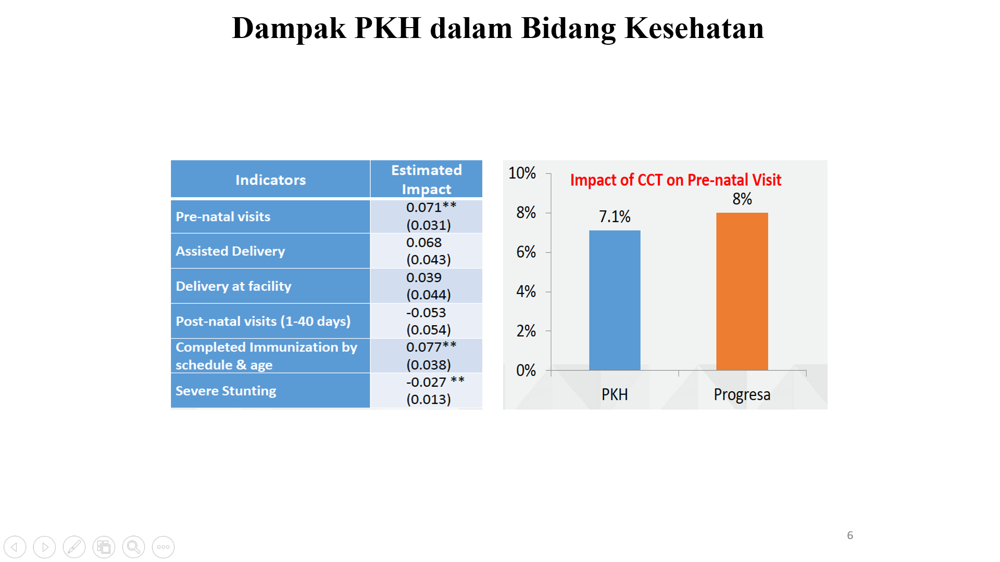 Dampak PKH dalam Bidang Kesehatan
Indicators
Estimated
Impact
Pre-natal visits
0.071**
(0.031)
Assisted Delivery
0.068
(0.043)
Delivery at facility
0.039
(0.044)
Post-natal visits (1-40 days)
-0.053
(0.054)
Completed Immunization by
schedule & age
0.077**
(0.038)
Severe Stunting
-0.027 **
(0.013)
Impact of CCT on Pre-natal Visit
10%
8%
6%
4%
2%
0%
7.1%
8%
PKH
Progresa
6